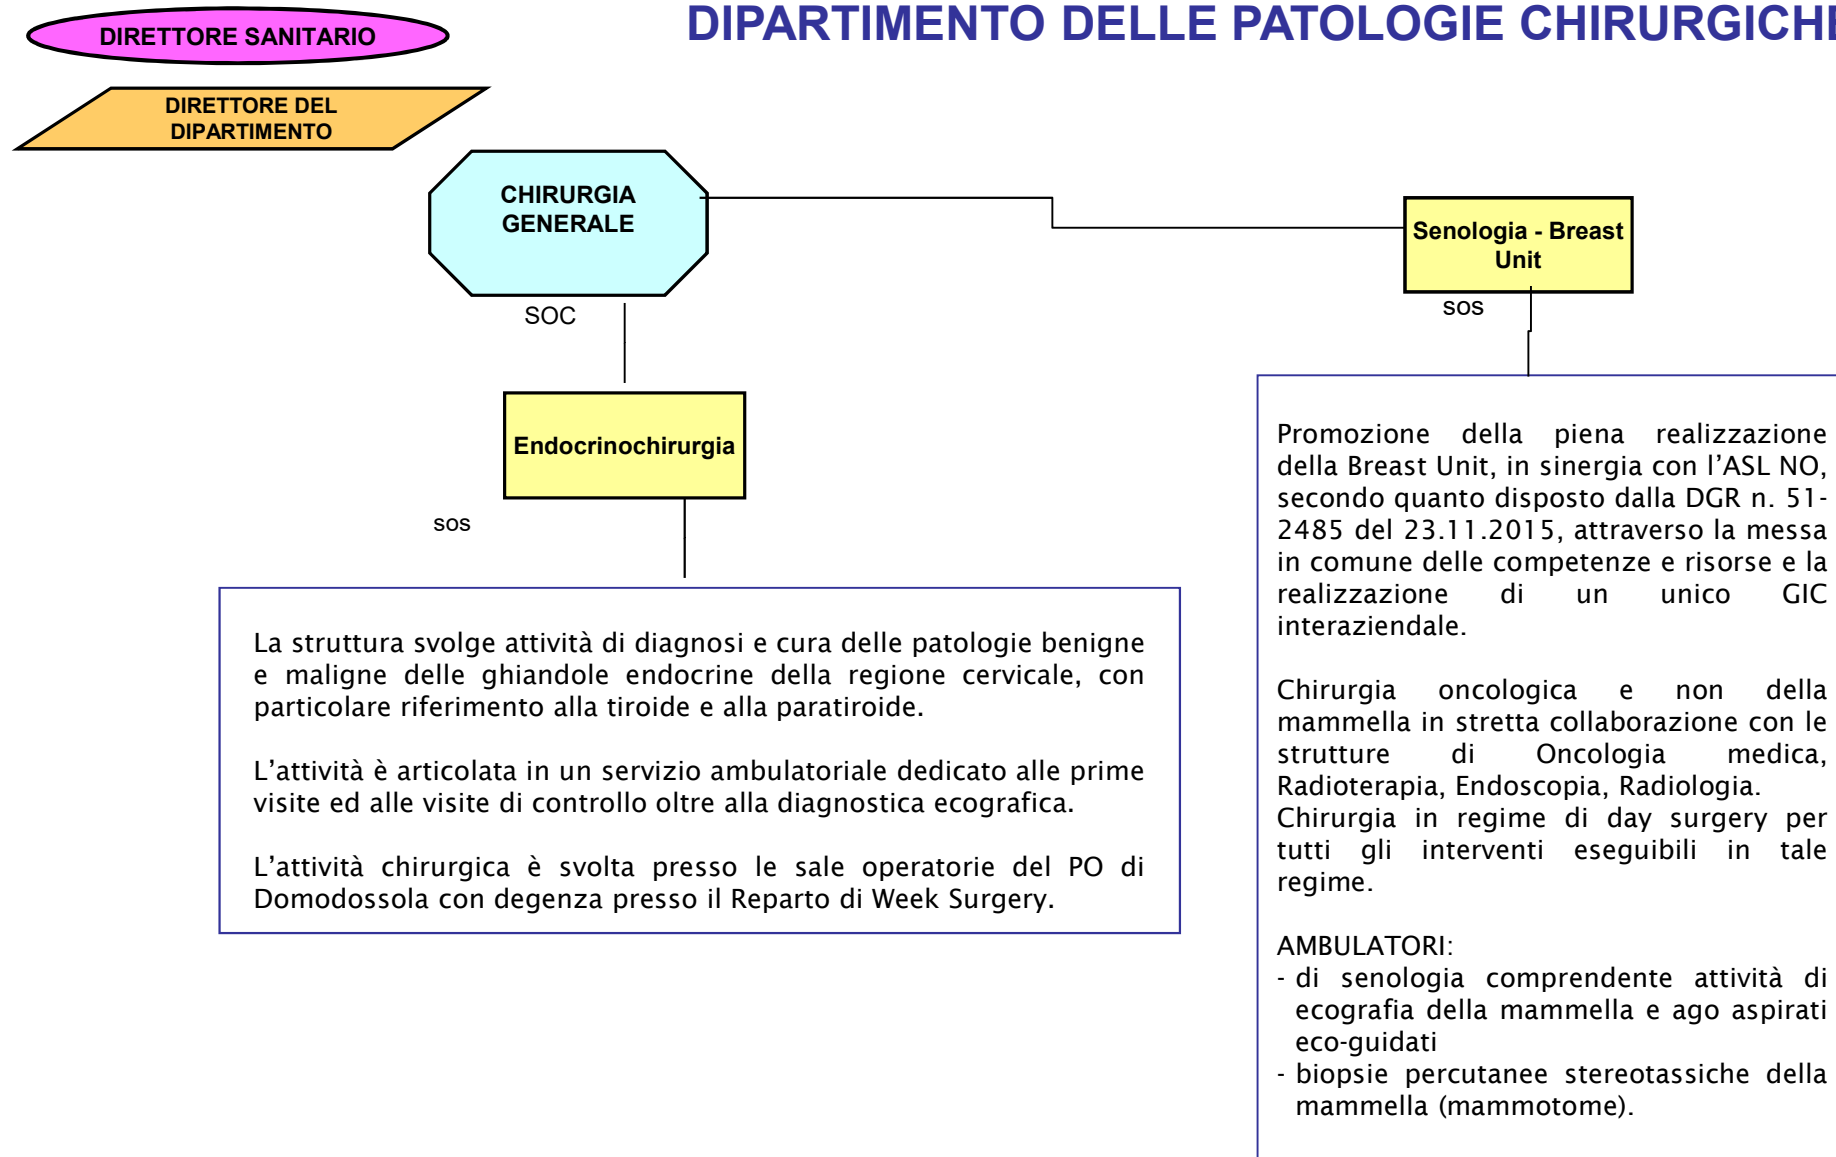 DIPARTIMENTO DELLE PATOLOGIE CHIRURGICHE
DIRETTORE SANITARIO
DIRETTORE DEL
DIPARTIMENTO
CHIRURGIA
GENERALE
SOC
Senologia - Breast
Unit
sos
Endocrinochirurgia
sos
La struttura svolge attività di diagnosi e cura delle patologie benigne
e maligne delle ghiandole endocrine della regione cervicale, con
particolare riferimento alla tiroide e alla paratiroide.
L’attività è articolata in un servizio ambulatoriale dedicato alle prime
visite ed alle visite di controllo oltre alla diagnostica ecografica.
L’attività chirurgica è svolta presso le sale operatorie del PO di
Domodossola con degenza presso il Reparto di Week Surgery.
Promozione della piena realizzazione
della Breast Unit, in sinergia con l’ASL NO,
secondo quanto disposto dalla DGR n. 51-
2485 del 23.11.2015, attraverso la messa
in comune delle competenze e risorse e la
realizzazione di un unico GIC
interaziendale.
Chirurgia oncologica e non della
mammella in stretta collaborazione con le
strutture di Oncologia medica,
Radioterapia, Endoscopia, Radiologia.
Chirurgia in regime di day surgery per
tutti gli interventi eseguibili in tale
regime.
AMBULATORI:
- di senologia comprendente attività di
ecografia della mammella e ago aspirati
eco-guidati
- biopsie percutanee stereotassiche della
mammella (mammotome).